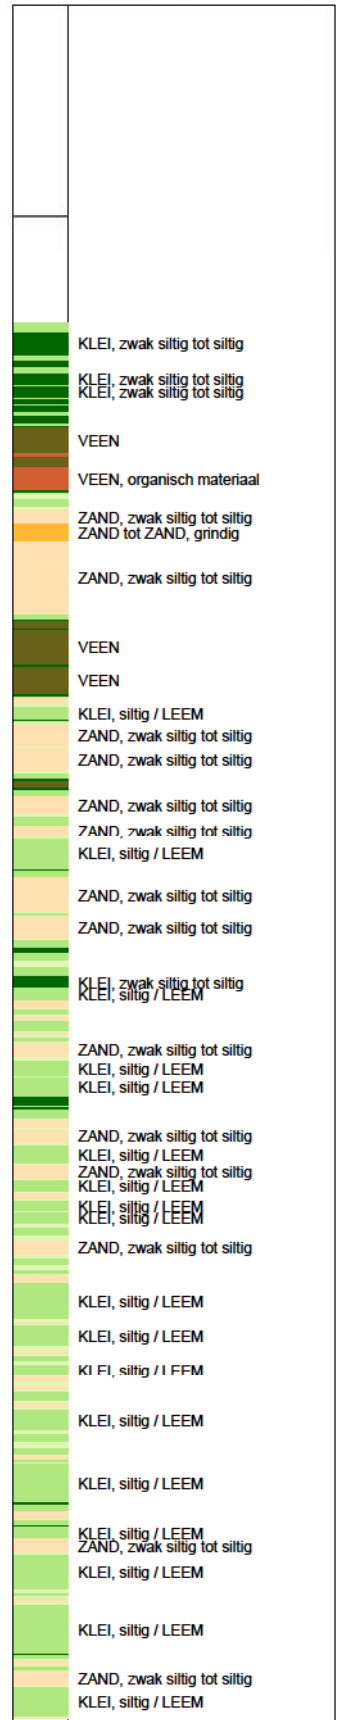 KLEI, zwak siltig tot siltig
KLEI, zwak siltig tot siltig
KLEI, zwak siltig tot siltig
VEEN
VEEN, organisch materiaal
ZAND, zwak siltig tot siltig
ZAND tot ZAND, grindig
ZAND, zwak siltig tot siltig
VEEN
VEEN
KLEI, siltig / LEEM
ZAND, zwak siltig tot siltig
ZAND, zwak siltig tot siltig
ZAND, zwak siltig tot siltig
ZAND, zwak siltig tot siltig
KLEI, siltig / LEEM
ZAND, zwak siltig tot siltig
ZAND, zwak siltig tot siltig
KLEI, zwak siltig tot siltig
KLEI, siltig / LEEM
ZAND, zwak siltig tot siltig
KLEI, siltig / LEEM
KLEI, siltig / LEEM
ZAND, zwak siltig tot siltig
KLEI, siltig / LEEM
ZAND, zwak siltig tot siltig
KLEI, siltig / LEEM
KLEI, siltig / LEEM
KLEI, siltig / LEEM
ZAND, zwak siltig tot siltig
KLEI, siltig / LEEM
KLEI, siltig / LEEM
KLEI, siltig / LEEM
KLEI, siltig / LEEM
KLEI, siltig / LEEM
KLEI, siltig / LEEM
ZAND, zwak siltig tot siltig
KLEI, siltig / LEEM
KLEI, siltig / LEEM
ZAND, zwak siltig tot siltig
KLEI, siltig / LEEM